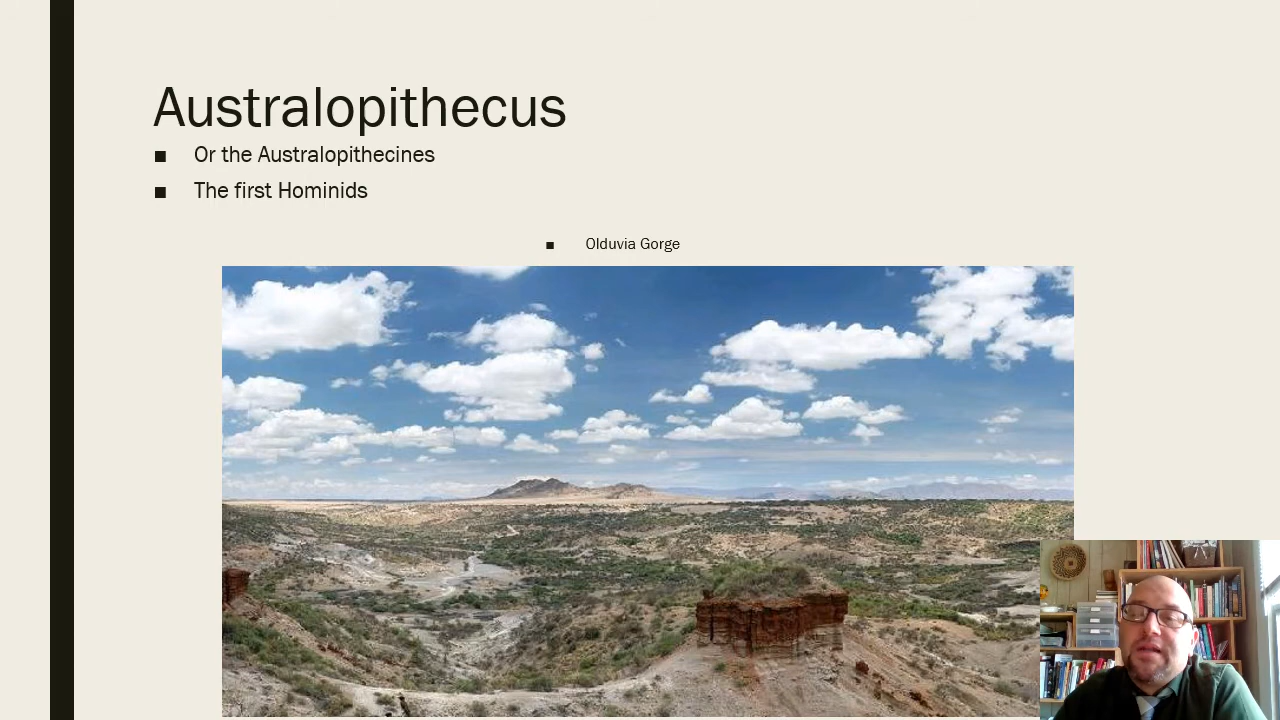 Australopithecus
■ Or the Australopithecines
■ The first Hominids
■ Olduvia Gorge